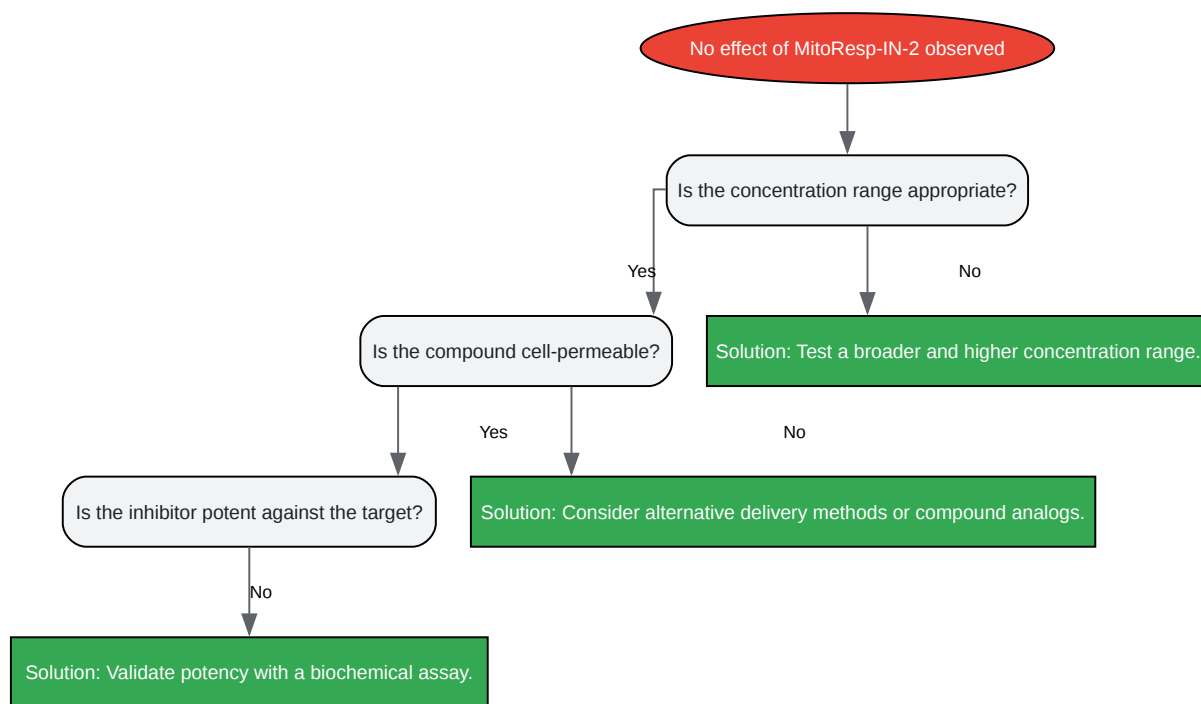 No effect of MitoResp-IN-2 observed
Is the concentration range appropriate?
Yes
No
Is the compound cell-permeable?
Solution: Test a broader and higher concentration range.
Yes
No
Is the inhibitor potent against the target?
Solution: Consider alternative delivery methods or compound analogs.
No
Solution: Validate potency with a biochemical assay.